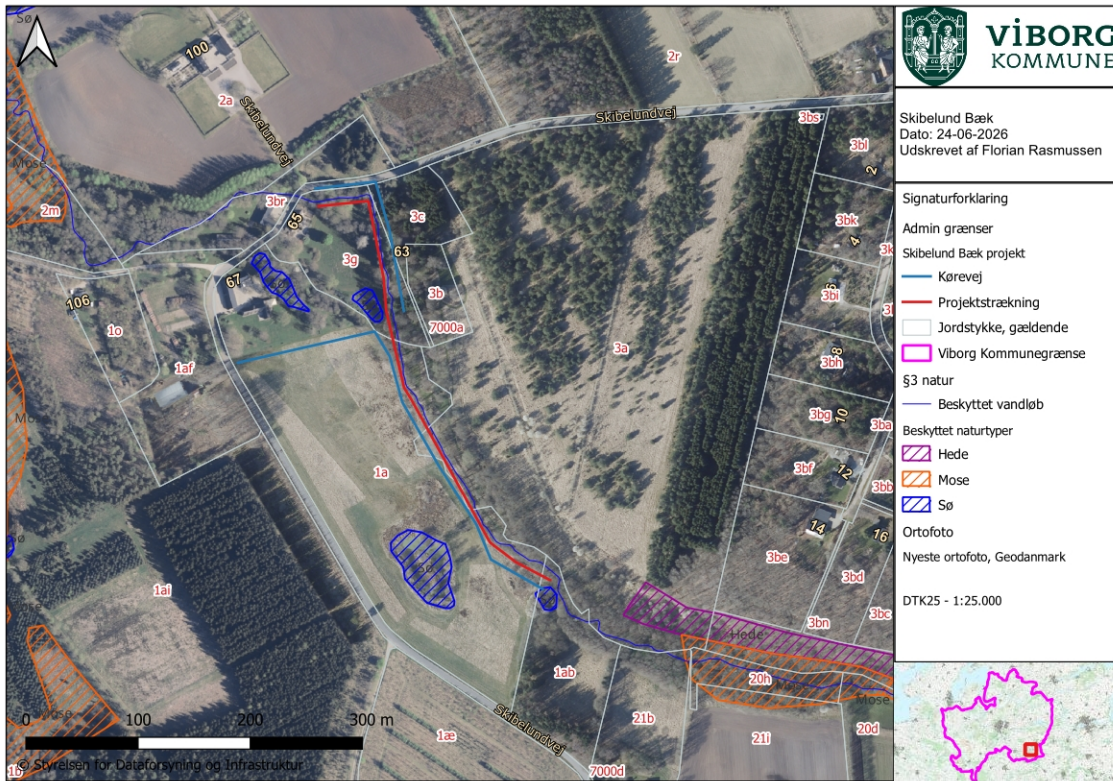 VIBORG
KOMMUNE
Skibelund Bæk
Dato: 24-06-2026
Udskrevet af Florian Rasmussen
Signaturforklaring
Admin grænser
Skibelund Bæk projekt
Kørevej
Projektstrækning
Jordstykke, gældende
Viborg Kommunegrænse
§3 natur
Beskyttet vandløb
Beskyttet naturtyper
Hede
Mose
Sø
Ortofoto
Nyeste ortofoto, Geodanmark
DTK25 - 1:25.000
Sø
100
2a
Skibelundvej
2r
Skibelundvej
3bs
3bl
2
Mose
2m
3br
65
3c
3bk
4
3g
63
67
3b
3bi
6
106
1o
7000a
3a
8
3bh
1af
3bg
10
3ba
1a
3bf
12
3bb
Sø
14
16
3be
3bd
1ai
3bc
3bn
Hede
1ab
20h
Mose
Mose
0 100 200 300 m
21b
20d
1æ
Skibelundvej
21i
7000d
© Styrelsen for Dataforsyning og Infrastruktur